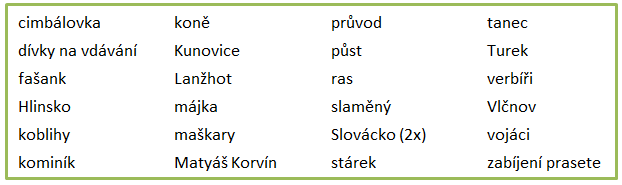 cimbálovka koně průvod tanec
dívky na vdávání Kunovice půst Turek
fašank Lanžhot ras verbíři
Hlinsko májka slaměný Vlčnov
koblihy maškary Slovácko (2x) vojáci
kominík Matyáš Korvín stárek zabíjení prasete